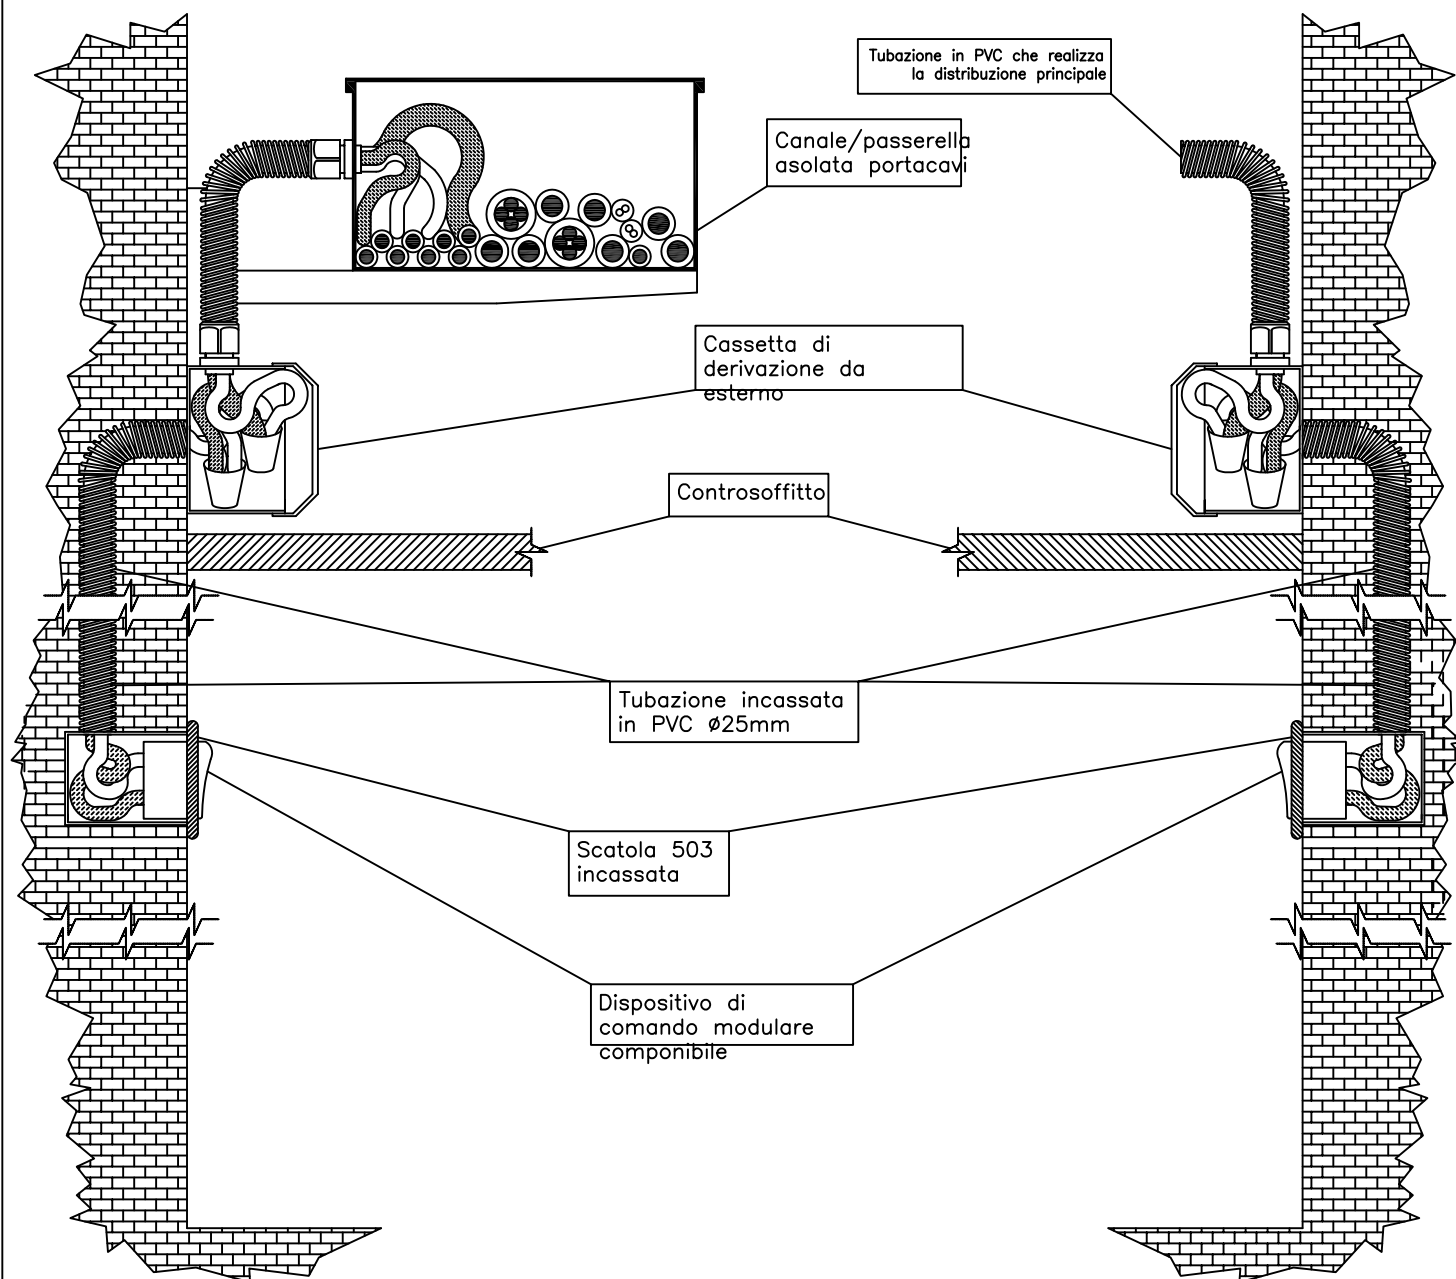 Tubazione in PVC che realizza
la distribuzione principale
Canale/passerella
asolata portacavi
Cassetta di
derivazione da
esterno
Controsoffitto
Tubazione incassata
in PVC ø25mm
Scatola 503
incassata
Dispositivo di
comando modulare
componibile